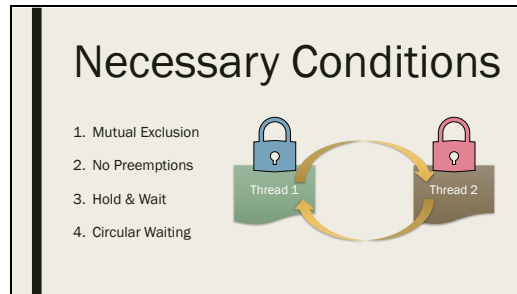 Necessary Conditions
1. Mutual Exclusion
2. No Preemptions
3. Hold & Wait
4. Circular Waiting
Thread 1
Thread 2